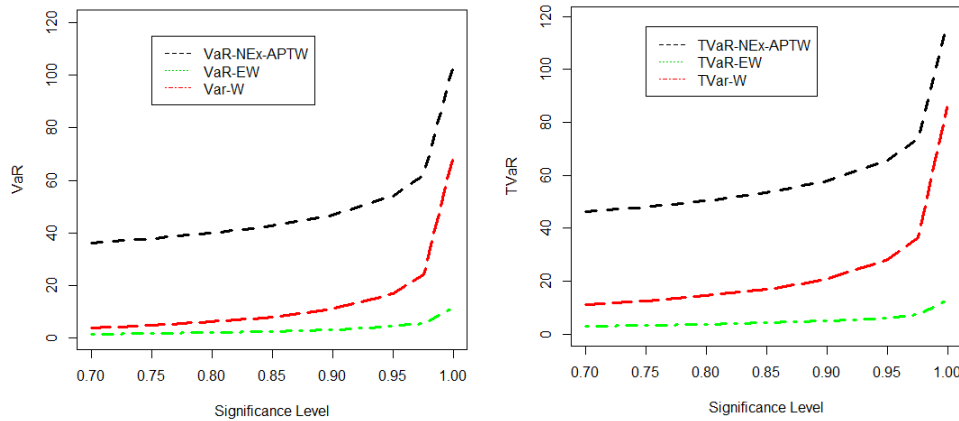 VaR
0 20 40 60 80 100 120
VaR-NEx-APTW
VaR-EW
Var-W
0.70 0.75 0.80 0.85 0.90 0.95 1.00
Significance Level
TVaR
0 20 40 60 80 100 120
TVaR-NEx-APTW
TVaR-EW
TVar-W
0.70 0.75 0.80 0.85 0.90 0.95 1.00
Significance Level